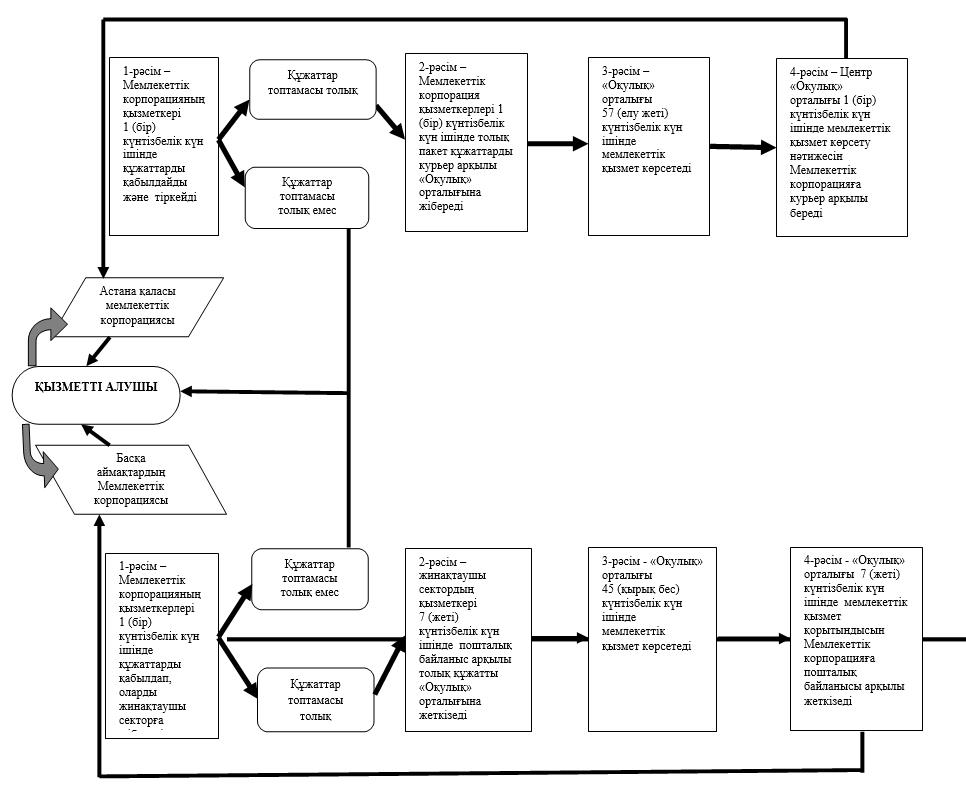 1-рәсім –
Мемлекеттік
корпорацияның
қызметкері
1 (бір)
күнтізбелік күн
ішінде
құжаттарды
қабылдайды
және тіркейді
Құжаттар
топтамасы толық
Құжаттар
топтамасы
толық емес
2-рәсім –
Мемлекеттік
корпорация
қызметкерлері 1
(бір) күнтізбелік
күн ішінде толық
пакет құжаттарды
курьер арқылы
«Оқулық»
орталығына
жібереді
3-рәсім –
«Оқулық»
орталығы
57 (елу жеті)
күнтізбелік күн
ішінде
мемлекеттік
қызмет көрсетеді
4-рәсім – Центр
«Оқулық»
орталығы 1 (бір)
күнтізбелік күн
ішінде мемлекеттік
қызмет көрсету
нәтижесін
Мемлекеттік
корпорацияға
курьер арқылы
береді
Астана қаласы
мемлекеттік
корпорациясы
ҚЫЗМЕТТІ АЛУШЫ
Басқа
аймақтардың
Мемлекеттік
корпорациясы
1-рәсім –
Мемлекеттік
корпорацияның
қызметкерлері
1 (бір)
күнтізбелік күн
ішінде
құжаттарды
қабылдап,
оларды
жинақтаушы
секторға
Құжаттар
топтамасы
толық емес
Құжаттар
топтамасы
толық
2-рәсім –
жинақтаушы
сектордың
қызметкері
7 (жеті)
күнтізбелік күн
ішінде пошталық
байланыс арқылы
толық құжатты
«Оқулық»
орталығына
жеткізеді
3-рәсім - «Оқулық»
орталығы
45 (қырық бес)
күнтізбелік күн
ішінде
мемлекеттік
қызмет көрсетеді
4-рәсім - «Оқулық»
орталығы 7 (жеті)
күнтізбелік күн
ішінде мемлекеттік
қызмет
қорытындысын
Мемлекеттік
корпорацияға
пошталық
байланысы арқылы
жеткізеді